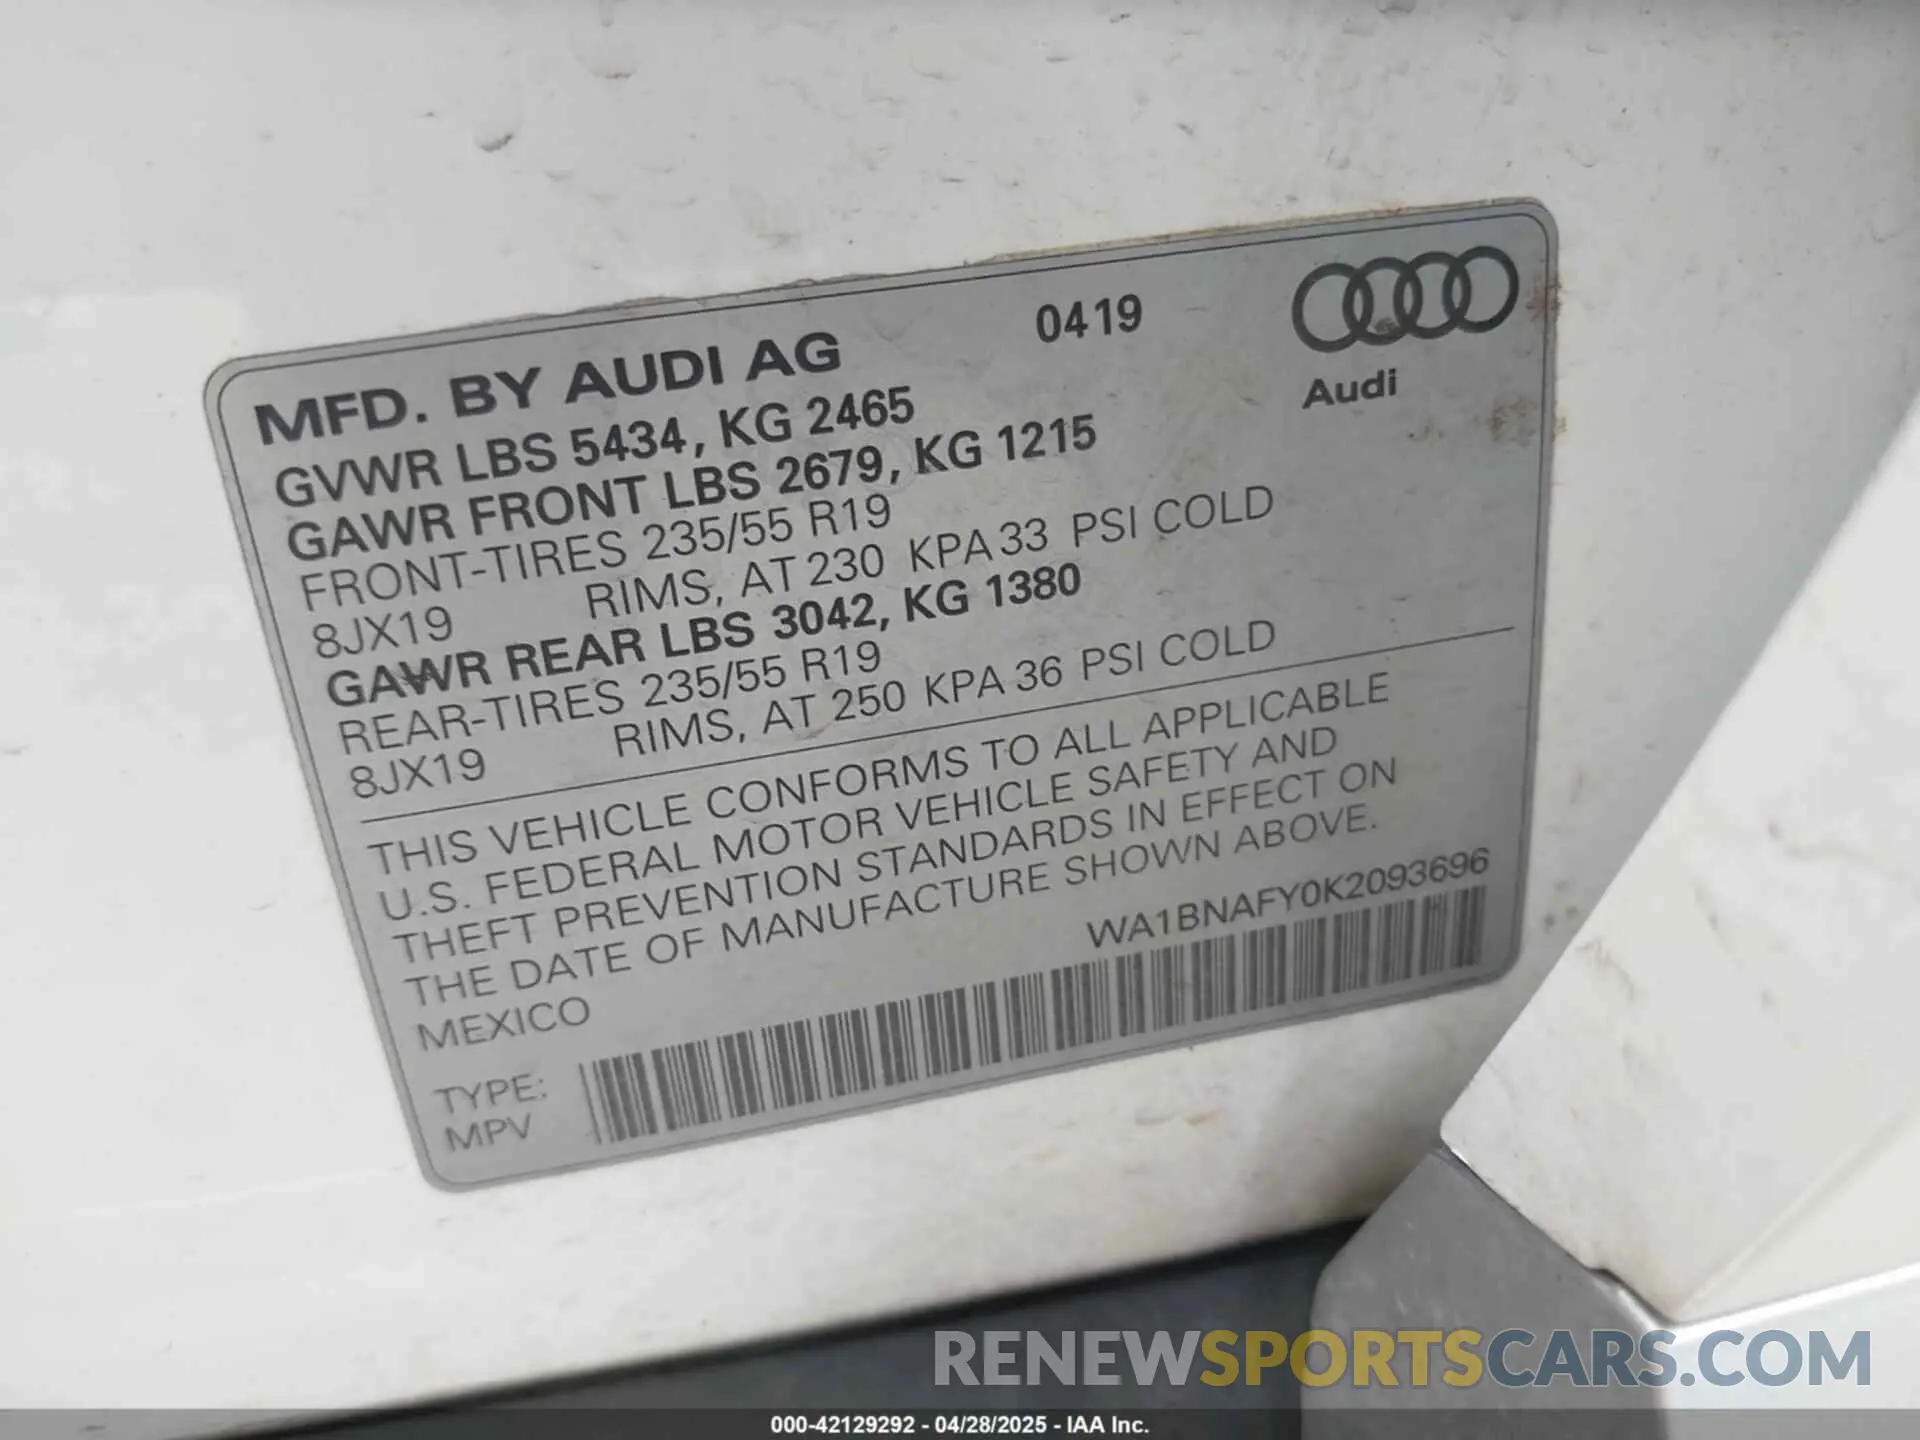 MFD. BY AUDI AG 0419
Audi
GVWR LBS 5434, KG 2465
GAWR FRONT LBS 2679, KG 1215
FRONT-TIRES 235/55 R19
8JX19 RIMS, AT 230 KPA 33 PSI COLD
GAWR REAR LBS 3042, KG 1380
REAR-TIRES 235/55 R19
8JX19 RIMS, AT 250 KPA 36 PSI COLD
THIS VEHICLE CONFORMS TO ALL APPLICABLE
U.S. FEDERAL MOTOR VEHICLE SAFETY AND
THEFT PREVENTION STANDARDS IN EFFECT ON
THE DATE OF MANUFACTURE SHOWN ABOVE.
MEXICO WA1BNAFY0K2093696
TYPE:
MPV
RENEWSPORTSCARS.COM
000-42129292 - 04/28/2025 - IAA Inc.